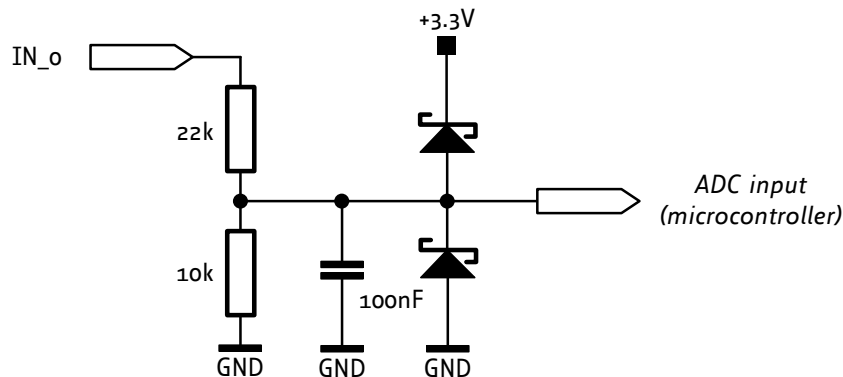 +3.3V
IN_0
22k
ADC input
(microcontroller)
10k
100nF
GND
GND
GND